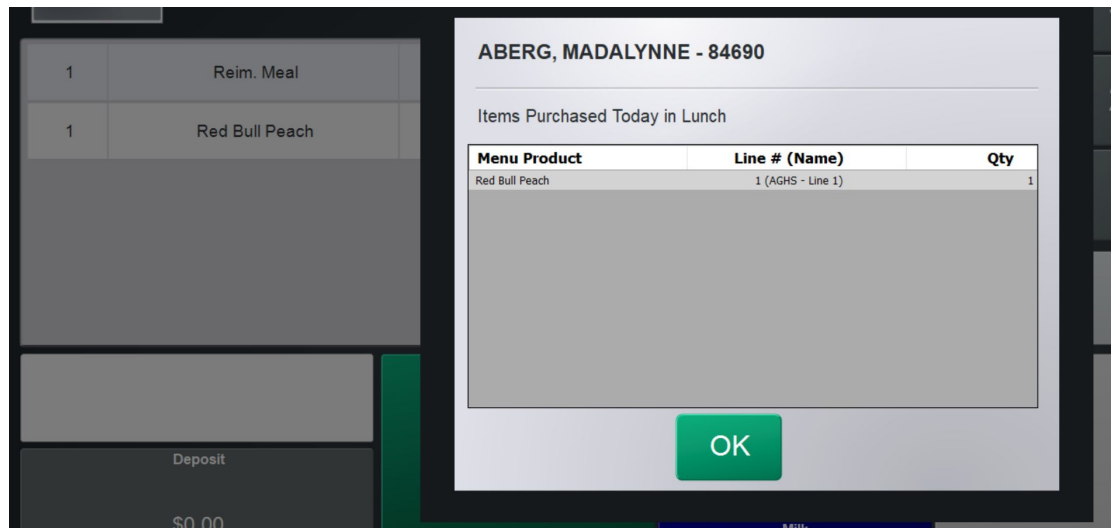 1 Reim. Meal
1 Red Bull Peach
Deposit
$0.00
ABERG, MADALYNNE - 84690
Items Purchased Today in Lunch
Menu Product Line # (Name) Qty
Red Bull Peach 1 (AGHS - Line 1) 1
OK
Milk